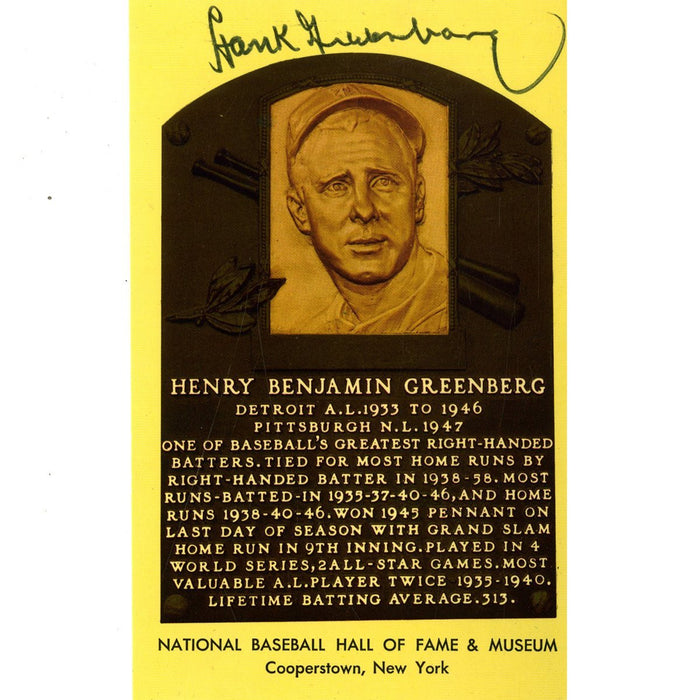 Hank Greenberg
HENRY BENJAMIN GREENBERG
DETROIT A.L.1933 TO 1946
PITTSBURGH N.L.1947
ONE OF BASEBALL'S GREATEST RIGHT-HANDED
BATTERS.TIED FOR MOST HOME RUNS BY
RIGHT-HANDED BATTER IN 1938-58.MOST
RUNS-BATTED-IN 1935-37-40-46,AND HOME
RUNS 1938-40-46.WON 1945 PENNANT ON
LAST DAY OF SEASON WITH GRAND SLAM
HOME RUN IN 9TH INNING.PLAYED IN 4
WORLD SERIES,2ALL-STAR GAMES.MOST
VALUABLE A.L.PLAYER TWICE 1935-1940.
LIFETIME BATTING AVERAGE.313.
NATIONAL BASEBALL HALL OF FAME & MUSEUM
Cooperstown, New York